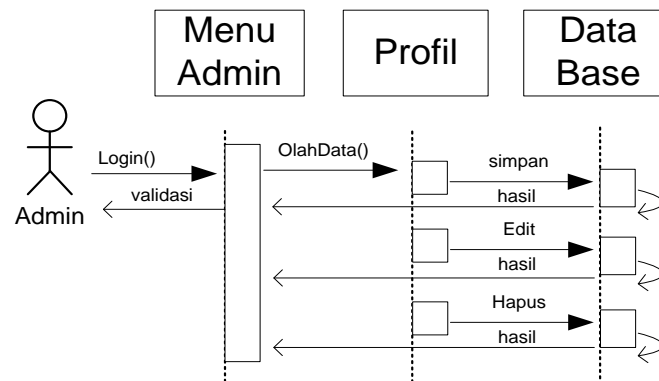 Menu
Admin
Profil
Data
Base
Login()
OlahData()
simpan
validasi
hasil
Admin
Edit
hasil
Hapus
hasil